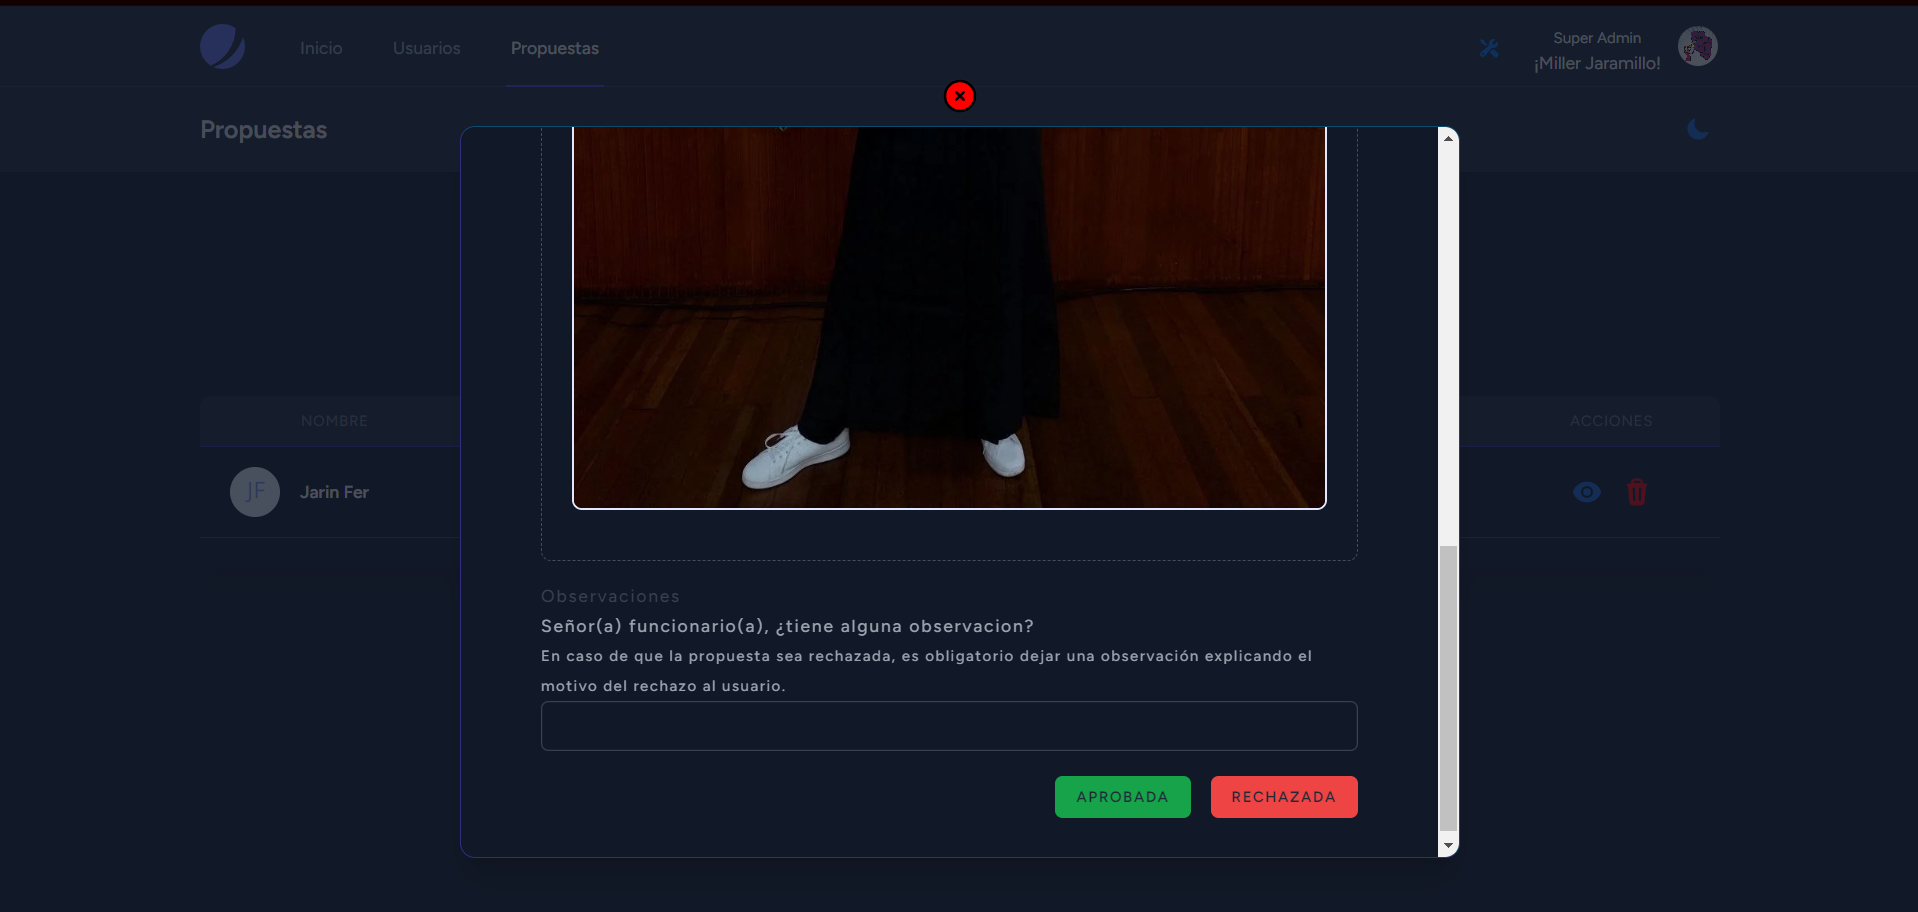 Inicio
Usuarios
Propuestas
Super Admin
¡Miller Jaramillo!
Propuestas
NOMBRE
ACCIONES
JF
Jarin Fer
Observaciones
Señor(a) funcionario(a), ¿tiene alguna observacion?
En caso de que la propuesta sea rechazada, es obligatorio dejar una observación explicando el
motivo del rechazo al usuario.
APROBADA
RECHAZADA